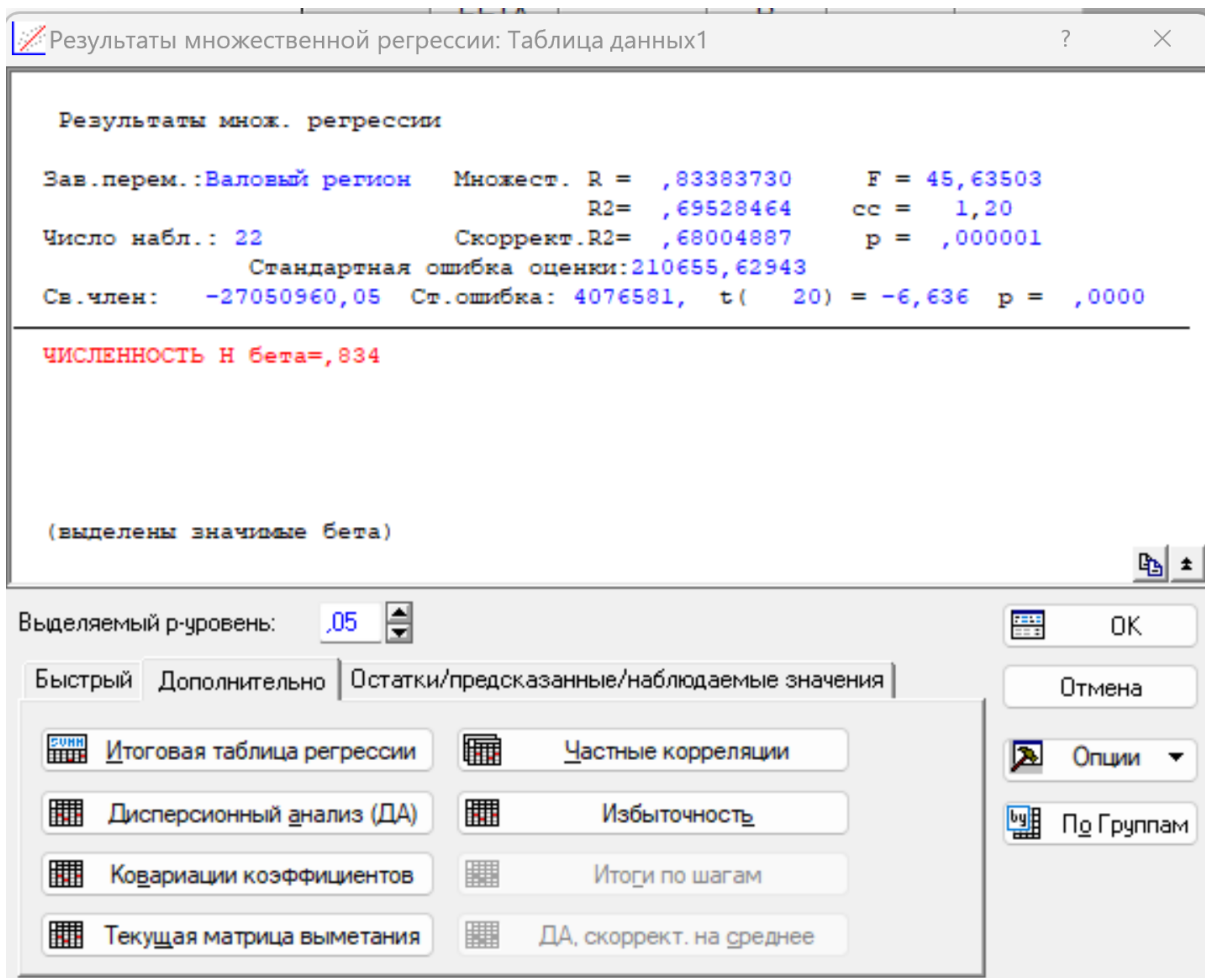 Результаты множественной регрессии: Таблица данных1 ?
Результаты множ. регрессии
Зав.перем.:Валовый регион Множест. R = ,83383730 F = 45,63503
R2= ,69528464 сс = 1,20
Число набл.: 22 Скоррект.R2= ,68004887 p = ,000001
Стандартная ошибка оценки:210655,62943
Св.член: -27050960,05 Ст.ошибка: 4076581, t( 20) = -6,636 p = ,0000
ЧИСЛЕННОСТЬ Н бета=,834
(выделены значимые бета)
Выделяемый p-уровень: ,05
OK
Быстрый Дополнительно Остатки/предсказанные/наблюдаемые значения
Отмена
Итоговая таблица регрессии Частные корреляции
Опции
Дисперсионный анализ (ДА) Избыточность
По Группам
Ковариации коэффициентов Итоги по шагам
Текущая матрица выметания ДА, скоррект. на среднее